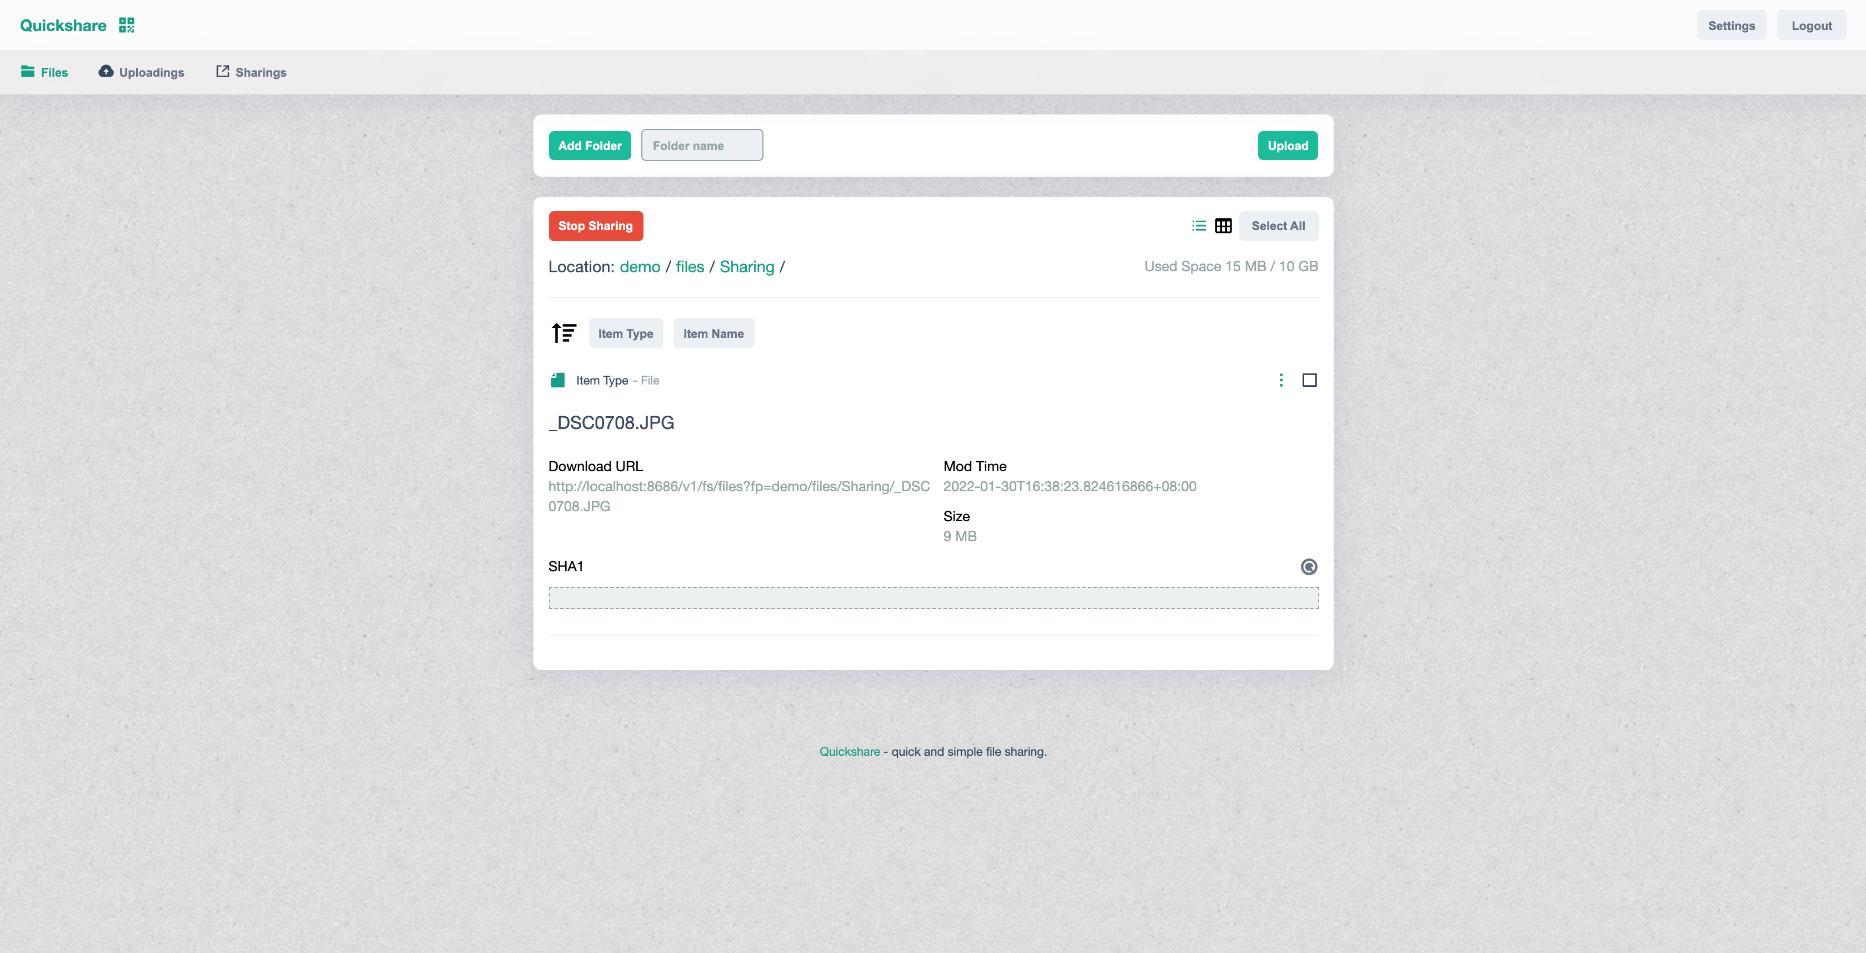 Quickshare
Settings
Logout
Files
Uploadings
Sharings
Add Folder
Folder name
Upload
Stop Sharing
Select All
Location: demo / files / Sharing /
Used Space 15 MB / 10 GB
Item Type
Item Name
Item Type - File
_DSC0708.JPG
Download URL
http://localhost:8686/v1/fs/files?fp=demo/files/Sharing/_DSC
0708.JPG
Mod Time
2022-01-30T16:38:23.824616866+08:00
Size
9 MB
SHA1
Quickshare - quick and simple file sharing.